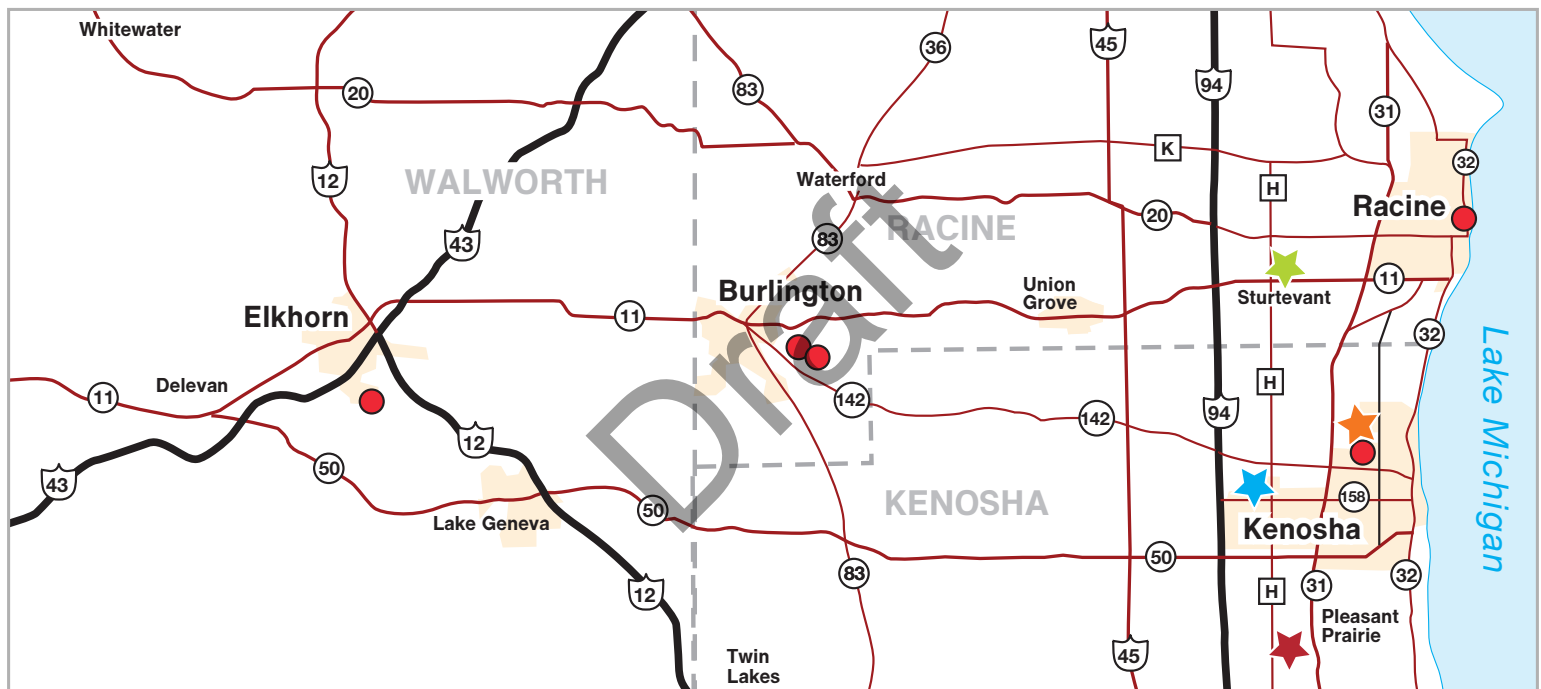 Whitewater
36
45
83
94
20
31
K
32
12
WALWORTH
Waterford
H
Racine
20
RACINE
83
43
Draft
11
Union
Grove
Sturtevant
Burlington
Elkhorn
11
32
Delevan
H
11
142
94
142
12
50
43
158
50
Lake Geneva
KENOSHA
Kenosha
Lake Michigan
50
83
32
31
H
12
Pleasant
Prairie
45
Twin
Lakes